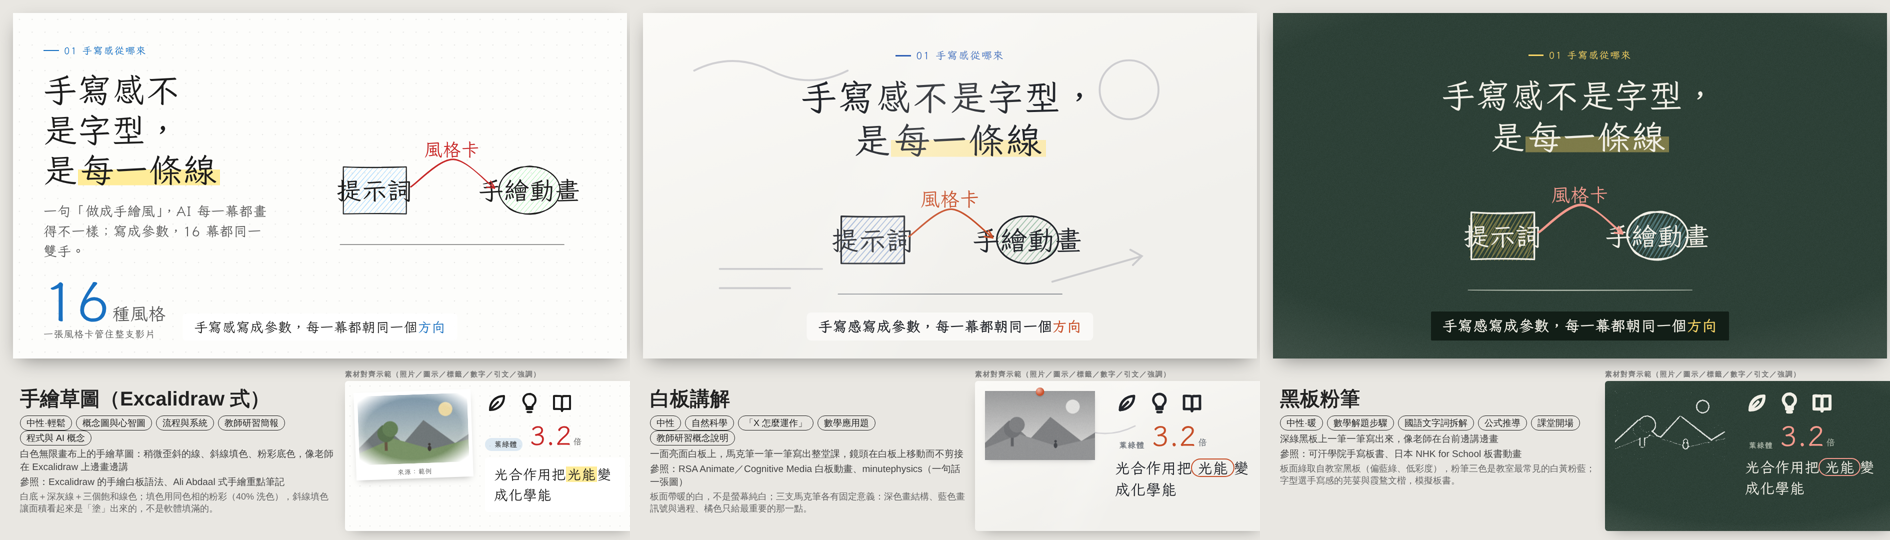 01 手寫感從哪來
手寫感不
是字型，
是每一條線
一句「做成手繪風」，AI 每一幕都畫
得不一樣；寫成參數，16 幕都同一
雙手。
16 種風格
一張風格卡管住整支影片
風格卡
提示詞
手繪動畫
手寫感寫成參數，每一幕都朝同一個方向
手繪草圖（Excalidraw 式）
中性·輕鬆
概念圖與心智圖
流程與系統
教師研習簡報
程式與 AI 概念
白色無限畫布上的手繪草圖：稍微歪斜的線、斜線填色、粉彩底色，像老師
在 Excalidraw 上邊畫邊講
參照：Excalidraw 的手繪白板語法、Ali Abdaal 式手繪重點筆記
白底＋深灰線＋三個飽和線色；填色用同色相的粉彩（40% 洗色），斜線填色
讓面積看起來是「塗」出來的，不是軟體填滿的。
素材對齊示範（照片／圖示／標籤／數字／引文／強調）
來源：範例
葉綠體
3.2倍
光合作用把光能變
成化學能
01 手寫感從哪來
手寫感不是字型，
是每一條線
風格卡
提示詞
手繪動畫
手寫感寫成參數，每一幕都朝同一個方向
白板講解
中性
自然科學
「X 怎麼運作」
數學應用題
教師研習概念說明
一面亮白板上，馬克筆一筆一筆寫出整堂課，鏡頭在白板上移動而不剪接
參照：RSA Animate／Cognitive Media 白板動畫、minutephysics（一句話
一張圖）
板面帶暖的白，不是螢幕純白；三支馬克筆各有固定意義：深色畫結構、藍色畫
訊號與過程、橘色只給最重要的那一點。
素材對齊示範（照片／圖示／標籤／數字／引文／強調）
葉綠體
3.2倍
光合作用把光能變
成化學能
01 手寫感從哪來
手寫感不是字型，
是每一條線
風格卡
提示詞
手繪動畫
手寫感寫成參數，每一幕都朝同一個方向
黑板粉筆
中性·暖
數學解題步驟
國語文字詞拆解
公式推導
課堂開場
深綠黑板上一筆一筆寫出來，像老師在台前邊講邊畫
參照：可汗學院手寫板書、日本 NHK for School 板書動畫
板面綠取自教室黑板（偏藍綠、低彩度），粉筆三色是教室最常見的白黃粉藍；
字型選手寫感的芫荽與霞鶩文楷，模擬板書。
素材對齊示範（照片／圖示／標籤／數字／引文／強調）
葉綠體
3.2倍
光合作用把光能變
成化學能